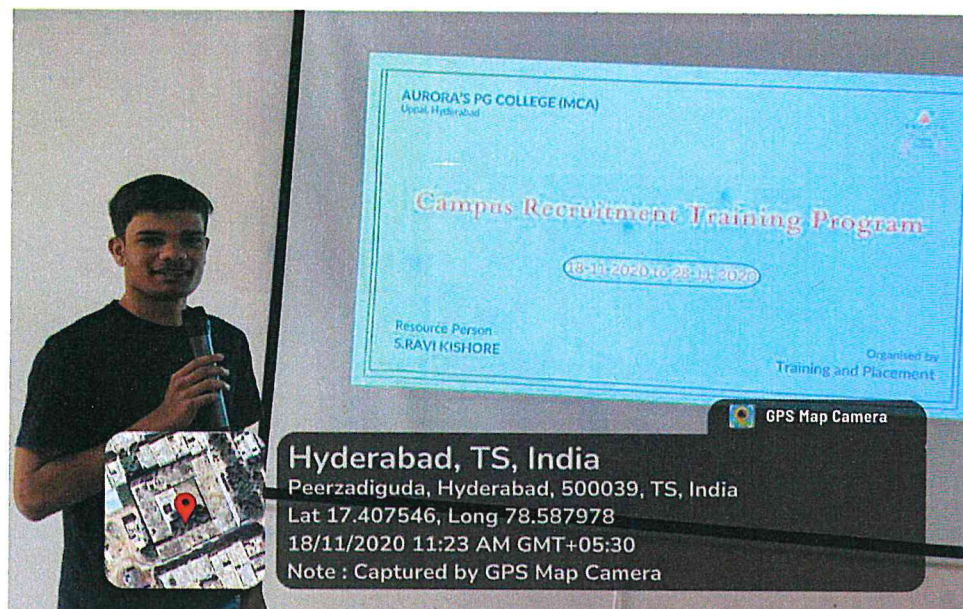 AURORA'S PG COLLEGE (MCA)
Uppal, Hyderabad
Campus Recruitment Training Program
18-11-2020 to 28-11-2020
Resource Person
S.RAVI KISHORE
Organised by
Training and Placement
GPS Map Camera
Hyderabad, TS, India
Peerzadiguda, Hyderabad, 500039, TS, India
Lat 17.407546, Long 78.587978
18/11/2020 11:23 AM GMT+05:30
Note : Captured by GPS Map Camera